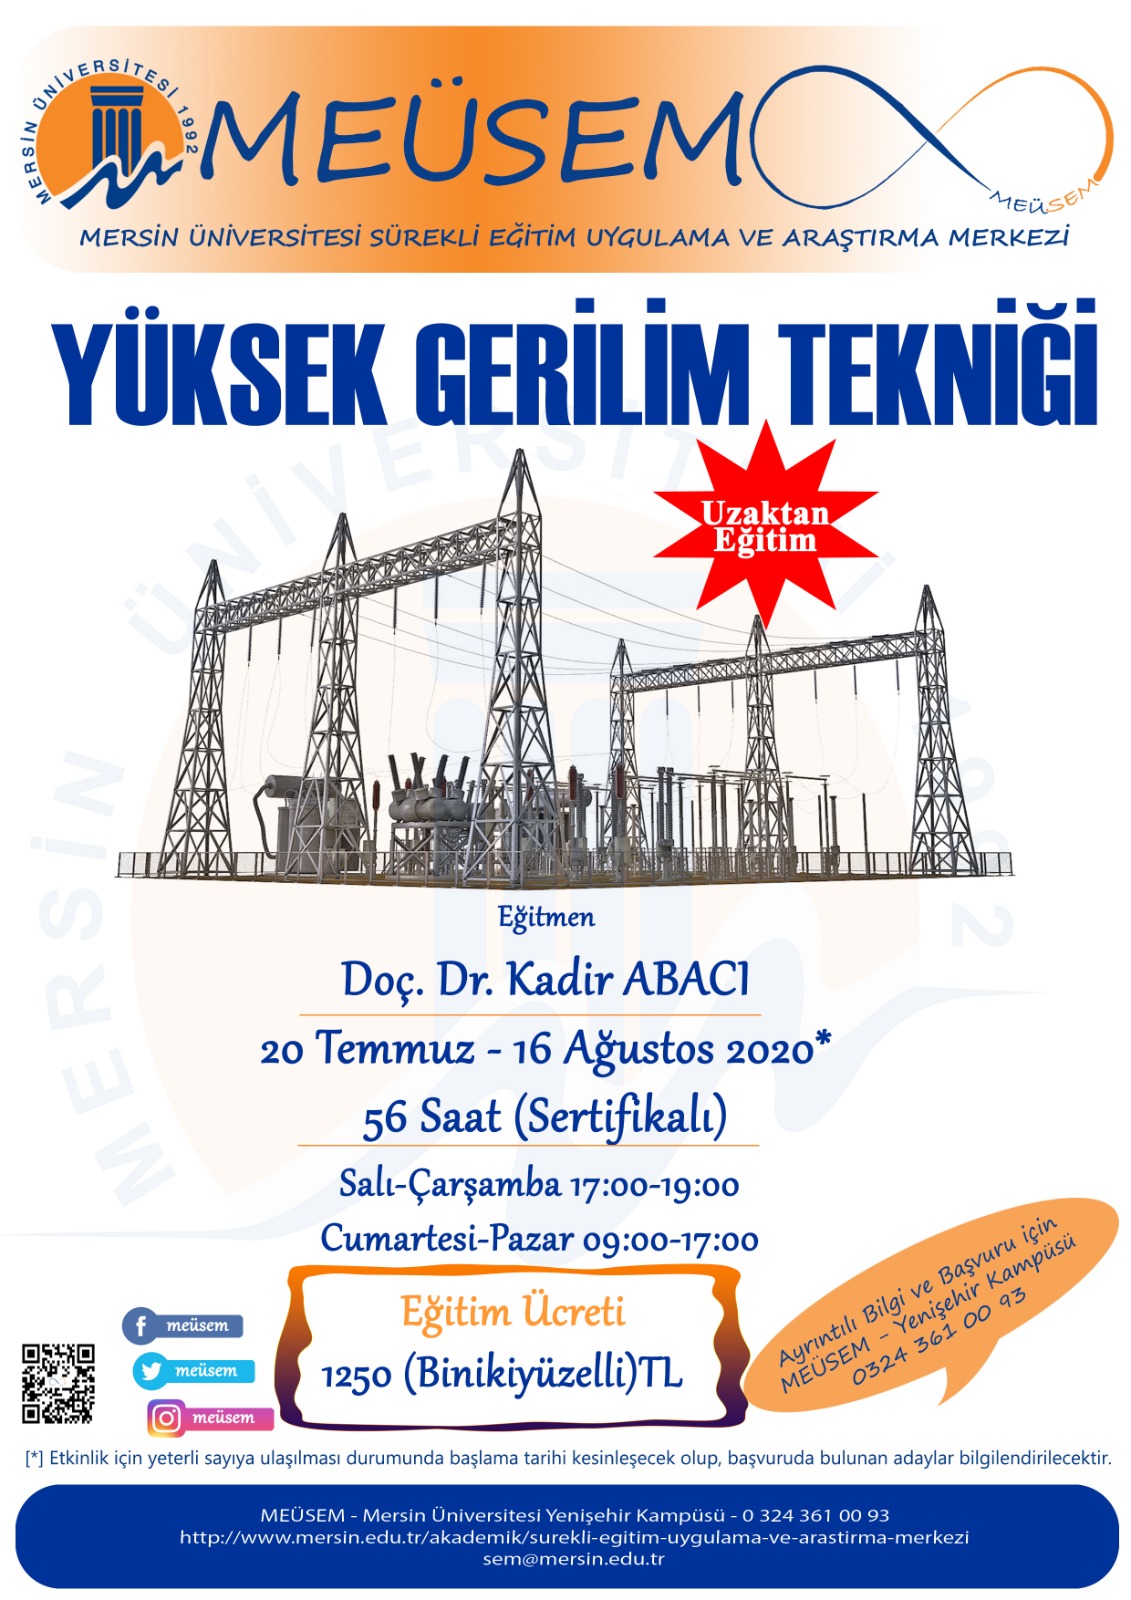 MERSİN ÜNİVERSİTESİ 1992
MEÜSEM
MEÜSEM
MERSİN ÜNİVERSİTESİ SÜREKLİ EĞİTİM UYGULAMA VE ARAŞTIRMA MERKEZİ
YÜKSEK GERİLİM TEKNİĞİ
Uzaktan
Eğitim
MERSİN ÜNİVERSİTESİ 1992
Eğitmen
Doç. Dr. Kadir ABACI
20 Temmuz - 16 Ağustos 2020*
56 Saat (Sertifikalı)
Salı-Çarşamba 17:00-19:00
Cumartesi-Pazar 09:00-17:00
Eğitim Ücreti
1250 (Binikiyüzelli)TL
Ayrıntılı Bilgi ve Başvuru için
MEÜSEM - Yenişehir Kampüsü
0324 361 00 93
meüsem
meüsem
meüsem
[*] Etkinlik için yeterli sayıya ulaşılması durumunda başlama tarihi kesinleşecek olup, başvuruda bulunan adaylar bilgilendirilecektir.
MEÜSEM - Mersin Üniversitesi Yenişehir Kampüsü - 0 324 361 00 93
http://www.mersin.edu.tr/akademik/surekli-egitim-uygulama-ve-arastirma-merkezi
sem@mersin.edu.tr